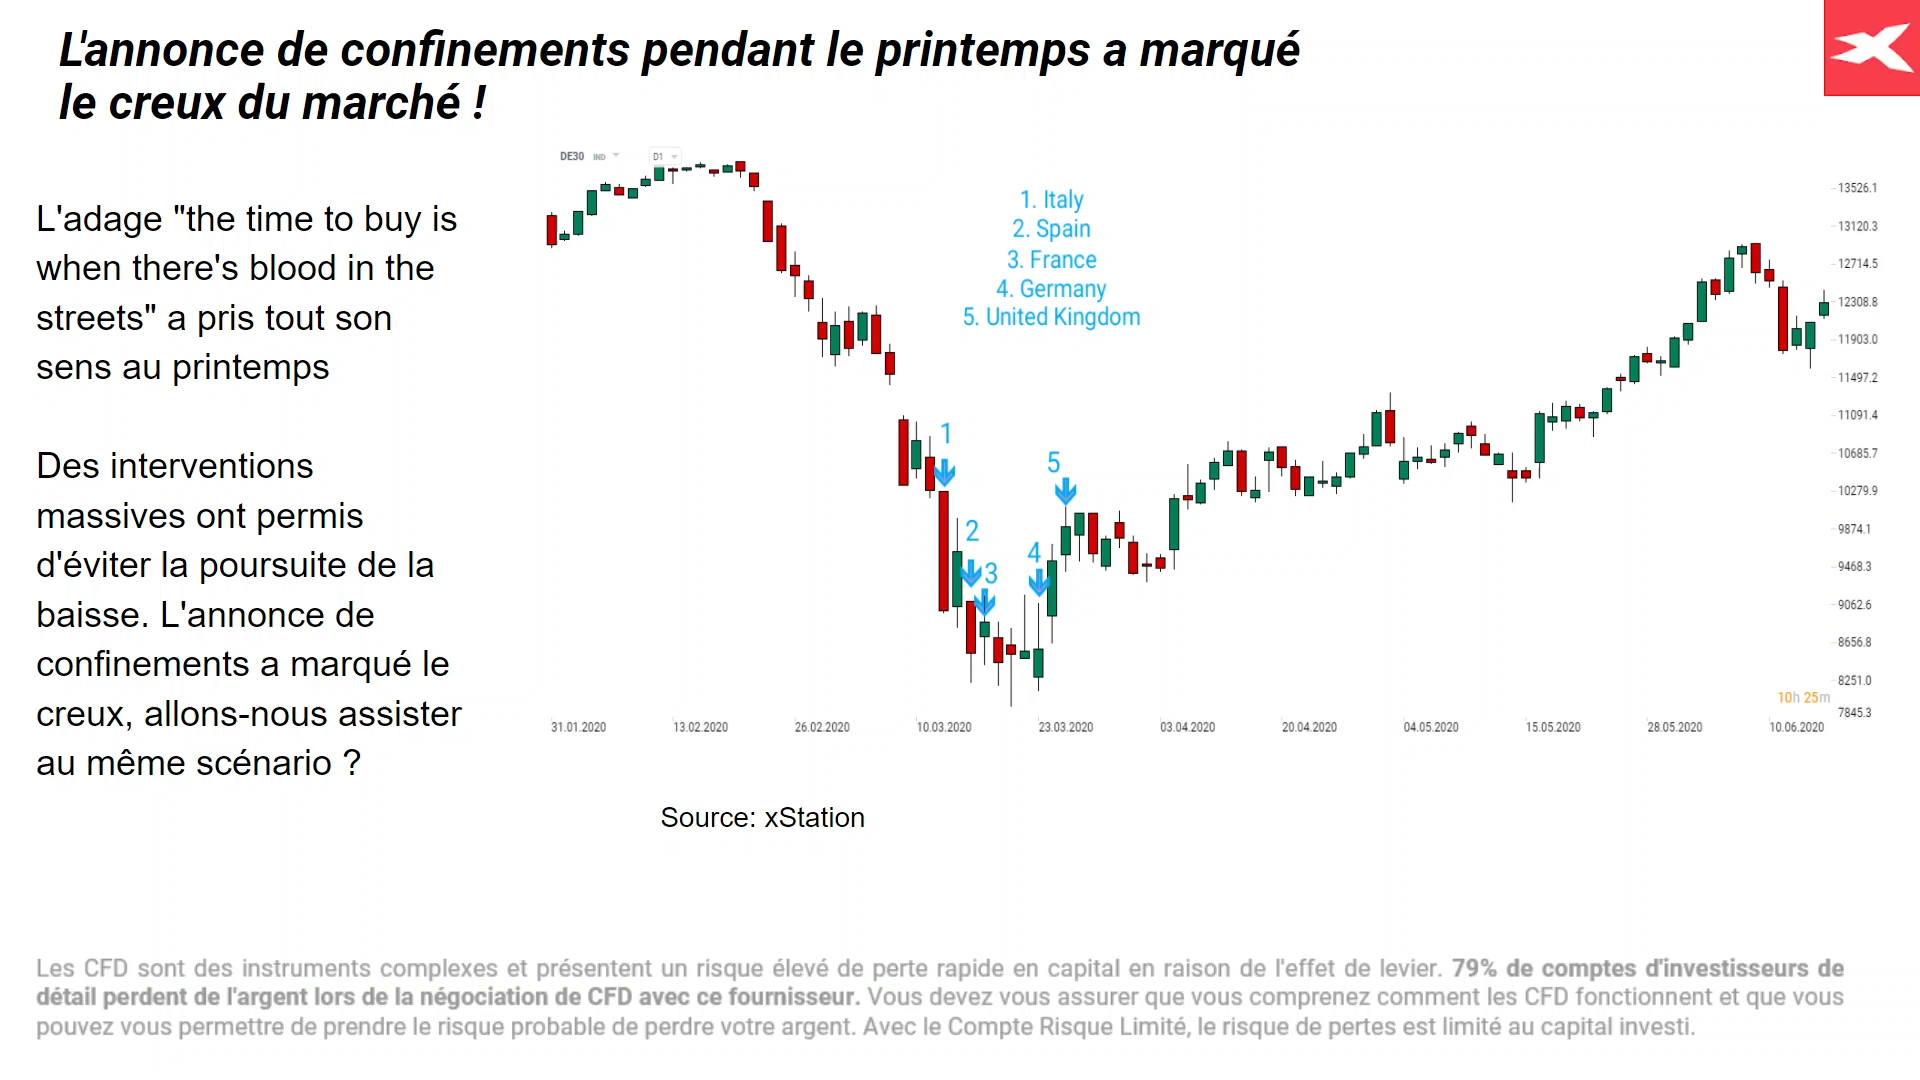 L'annonce de confinements pendant le printemps a marqué
le creux du marché !
DE30 IND D1
L'adage "the time to buy is
when there's blood in the
streets" a pris tout son
sens au printemps
Des interventions
massives ont permis
d'éviter la poursuite de la
baisse. L'annonce de
confinements a marqué le
creux, allons-nous assister
au même scénario ?
1. Italy
2. Spain
3. France
4. Germany
5. United Kingdom
1
2
3
4
5
13526.1
13120.3
12714.5
12308.8
11903.0
11497.2
11091.4
10685.7
10279.9
9874.1
9468.3
9062.6
8656.8
8251.0
7845.3
10h 25m
31.01.2020 13.02.2020 26.02.2020 10.03.2020 23.03.2020 03.04.2020 20.04.2020 04.05.2020 15.05.2020 28.05.2020 10.06.2020
Source: xStation
Les CFD sont des instruments complexes et présentent un risque élevé de perte rapide en capital en raison de l'effet de levier. 79% de comptes d'investisseurs de
détail perdent de l'argent lors de la négociation de CFD avec ce fournisseur. Vous devez vous assurer que vous comprenez comment les CFD fonctionnent et que vous
pouvez vous permettre de prendre le risque probable de perdre votre argent. Avec le Compte Risque Limité, le risque de pertes est limité au capital investi.